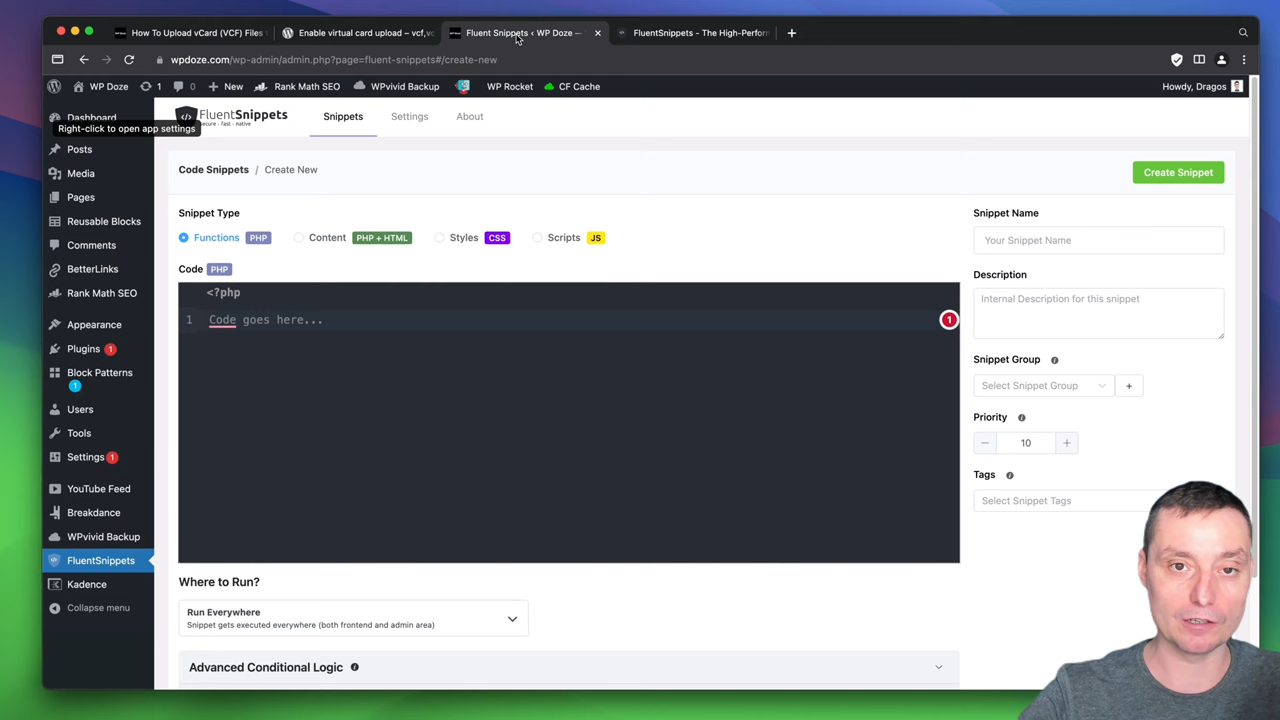 How To Upload vCard (VCF) Files
Enable virtual card upload – vcf,vc
Fluent Snippets ‹ WP Doze —
FluentSnippets - The High-Perform
wpdoze.com/wp-admin/admin.php?page=fluent-snippets#/create-new
WP Doze
1
0
New
Rank Math SEO
WPvivid Backup
WP Rocket
CF Cache
Howdy, Dragos
Dashboard
Right-click to open app settings
Posts
Media
Pages
Reusable Blocks
Comments
BetterLinks
Rank Math SEO
Appearance
Plugins 1
Block Patterns
1
Users
Tools
Settings 1
YouTube Feed
Breakdance
WPvivid Backup
FluentSnippets
Kadence
Collapse menu
FluentSnippets
secure - fast - native
Snippets
Settings
About
Code Snippets / Create New
Create Snippet
Snippet Type
Functions PHP
Content PHP + HTML
Styles CSS
Scripts JS
Code PHP
<?php
1 Code goes here...
1
Where to Run?
Run Everywhere
Snippet gets executed everywhere (both frontend and admin area)
Advanced Conditional Logic
Snippet Name
Your Snippet Name
Description
Internal Description for this snippet
Snippet Group
Select Snippet Group
+
Priority
− 10 +
Tags
Select Snippet Tags